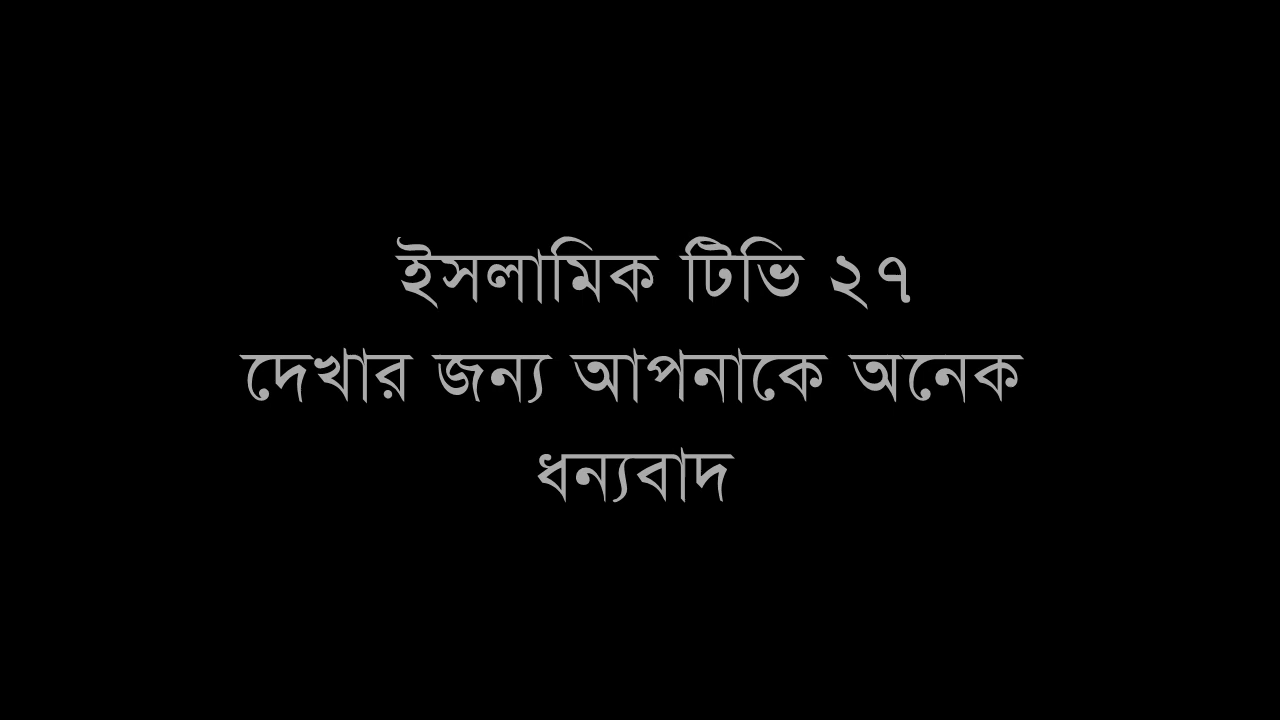 ইসলামিক টিভি ২৭
দেখার জন্য আপনাকে অনেক
ধন্যবাদ